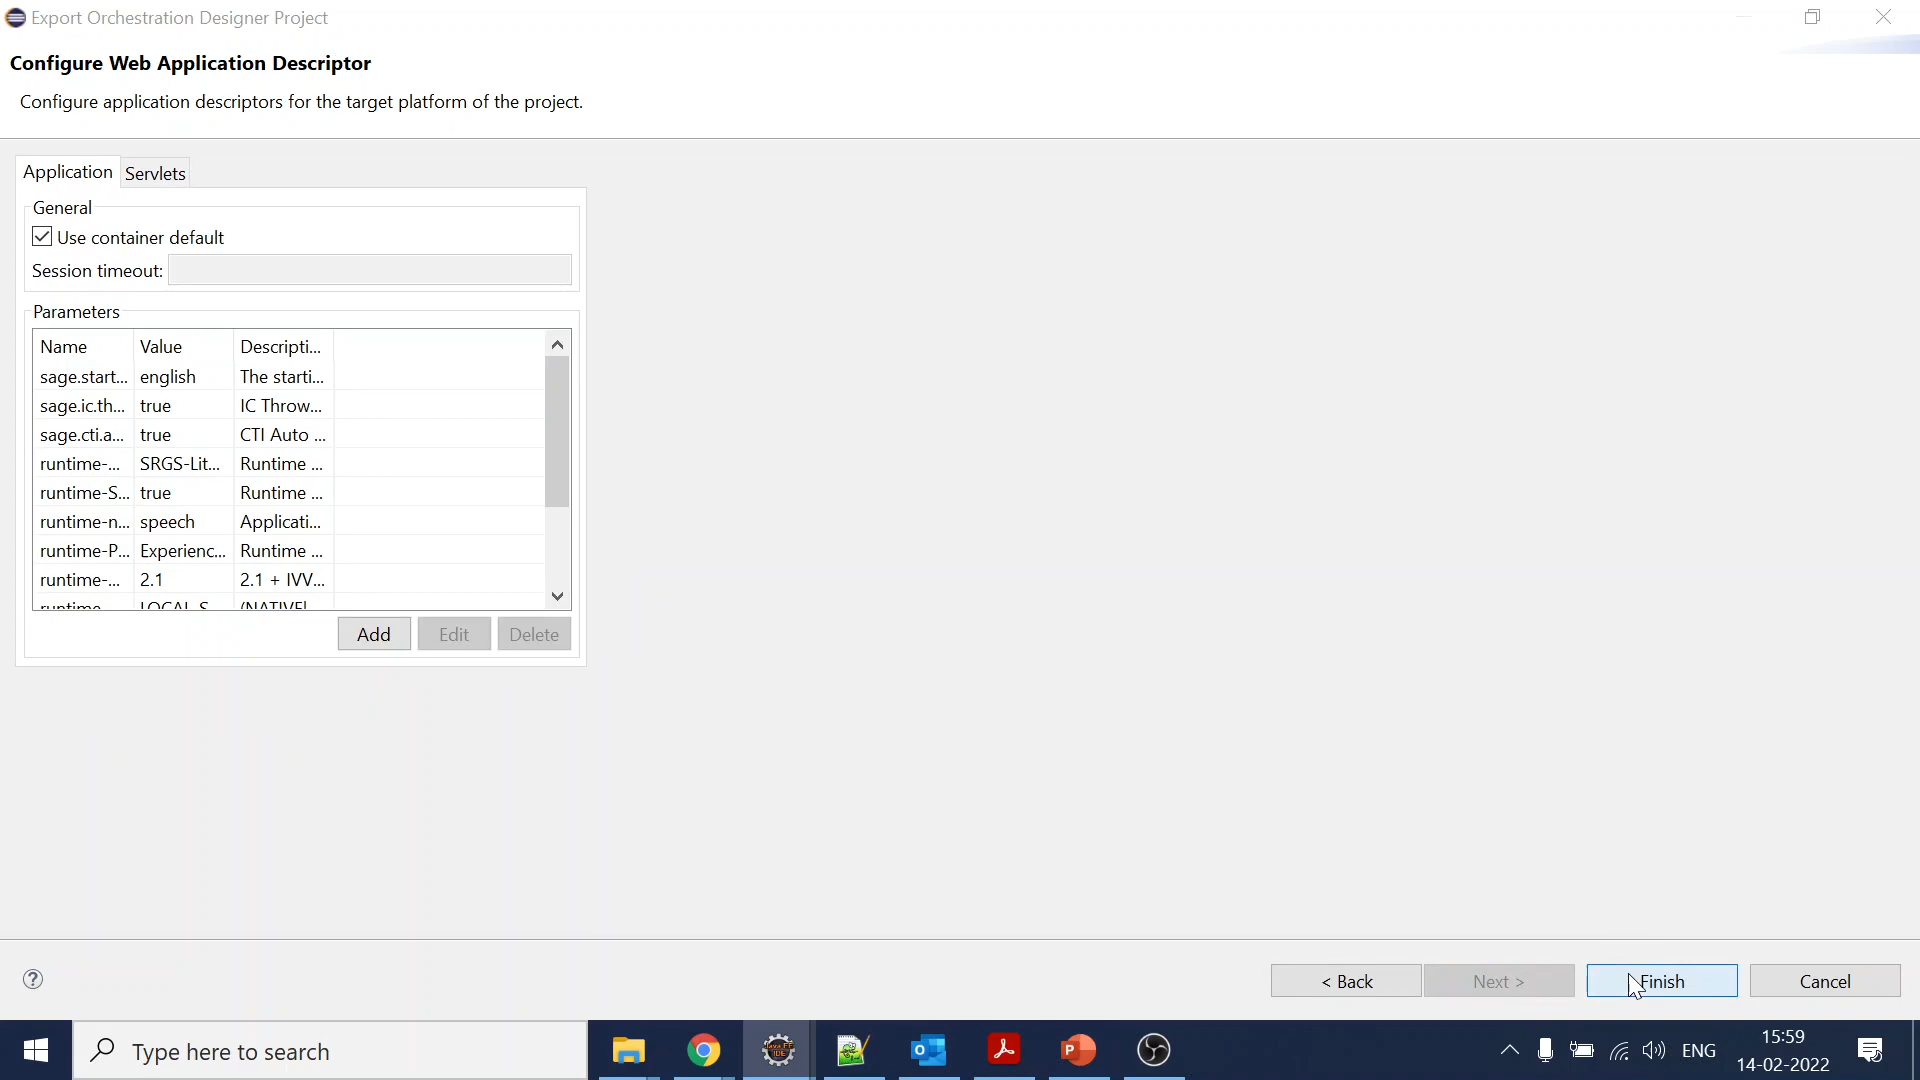 Export Orchestration Designer Project
Configure Web Application Descriptor
Configure application descriptors for the target platform of the project.
Application Servlets
General
Use container default
Session timeout:
Parameters
Name Value Descripti...
sage.start... english The starti...
sage.ic.th... true IC Throw...
sage.cti.a... true CTI Auto ...
runtime-... SRGS-Lit... Runtime ...
runtime-S... true Runtime ...
runtime-n... speech Applicati...
runtime-P... Experienc... Runtime ...
runtime-... 2.1 2.1 + IVV...
runtime LOCAL S (NATIVE|
Add Edit Delete
< Back Next > Finish Cancel
Type here to search
ENG
15:59
14-02-2022